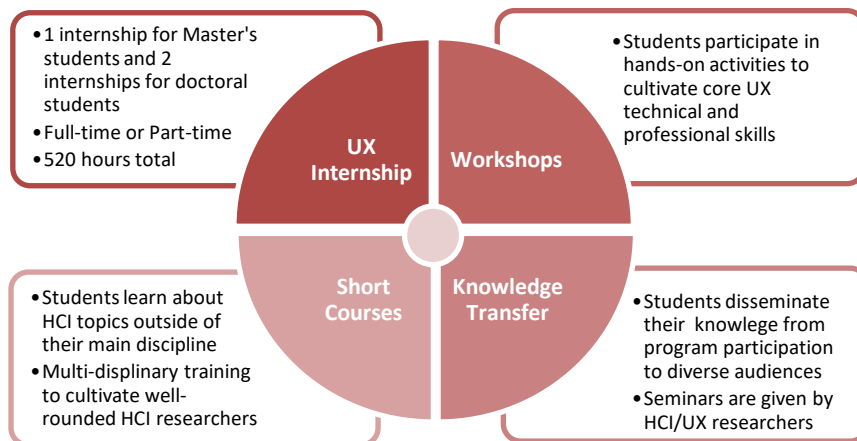 •1 internship for Master's
students and 2
internships for doctoral
students
•Full-time or Part-time
•520 hours total
•Students participate in
hands-on activities to
cultivate core UX
technical and
professional skills
UX
Internship
Workshops
Short
Courses
Knowledge
Transfer
•Students learn about
HCI topics outside of
their main discipline
•Multi-displinary training
to cultivate well-
rounded HCI researchers
•Students disseminate
their knowlege from
program participation
to diverse audiences
•Seminars are given by
HCI/UX researchers